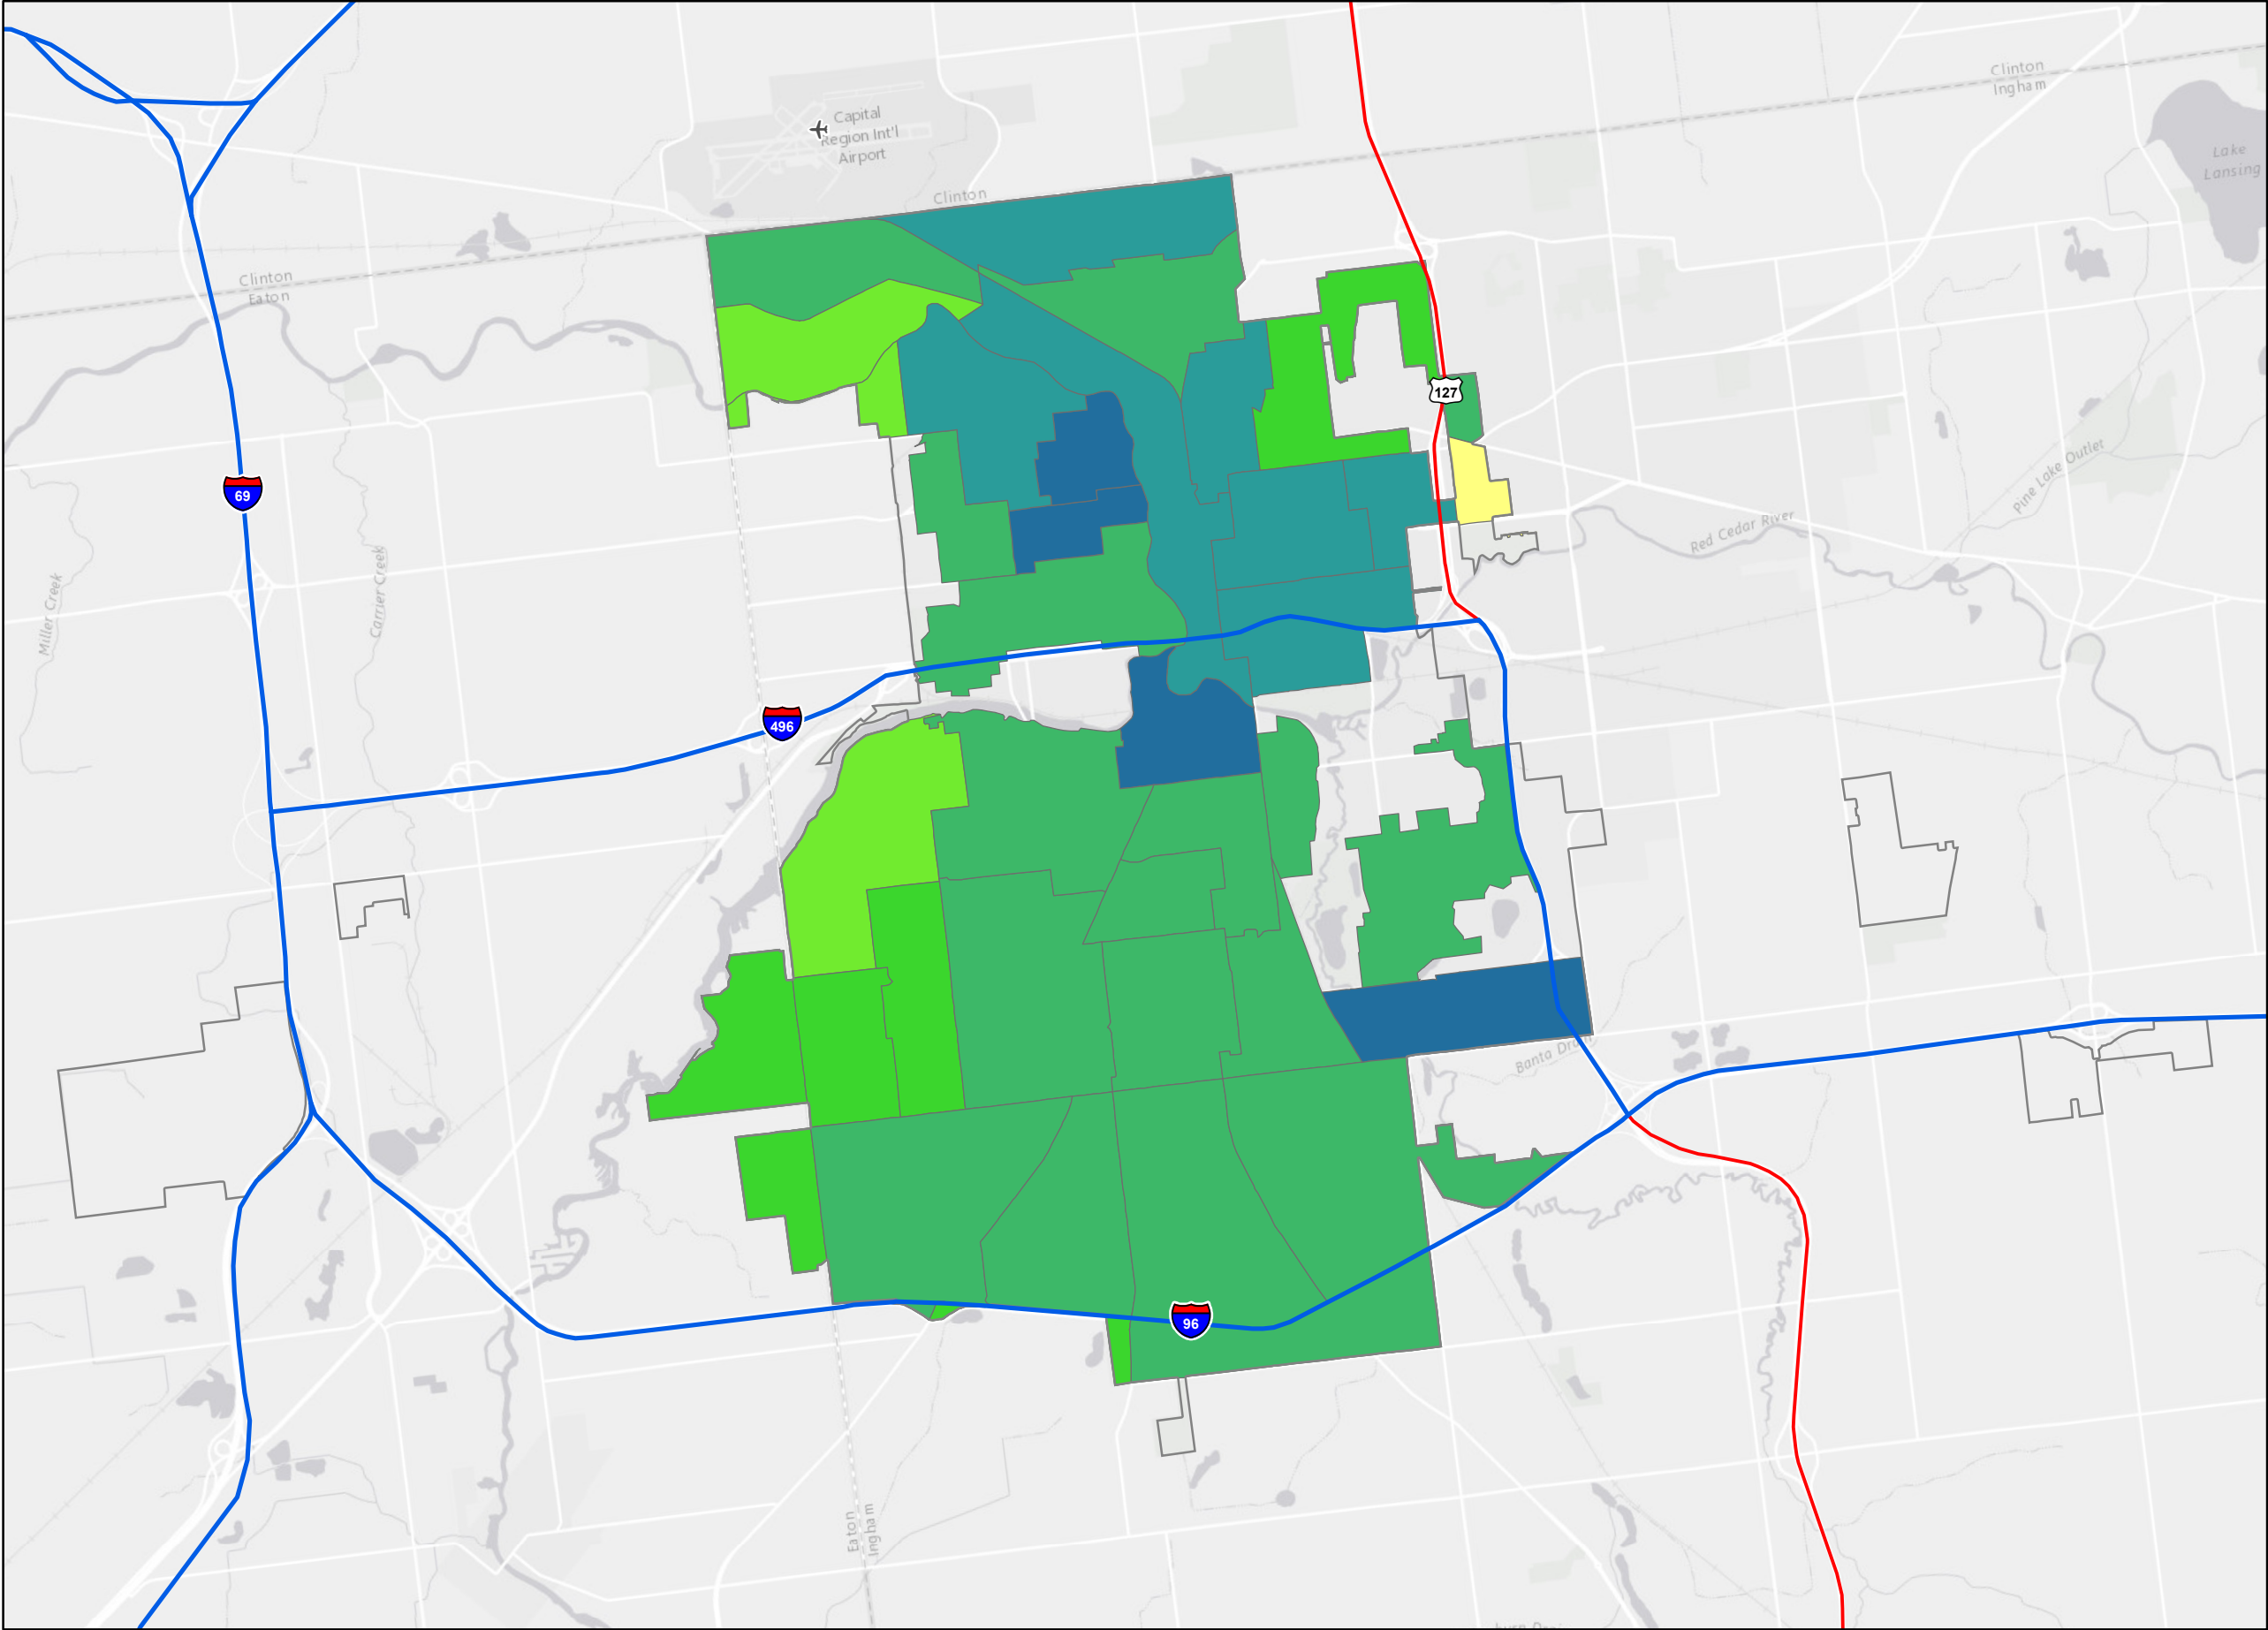 Clinton
Ingham
Capital
Region Int'l
Airport
Lake
Lansing
Clinton
Clinton
Eaton
127
Pine Lake Outlet
69
Red Cedar River
Miller Creek
Carrier Creek
496
Banta Drain
96
Eaton
Ingham